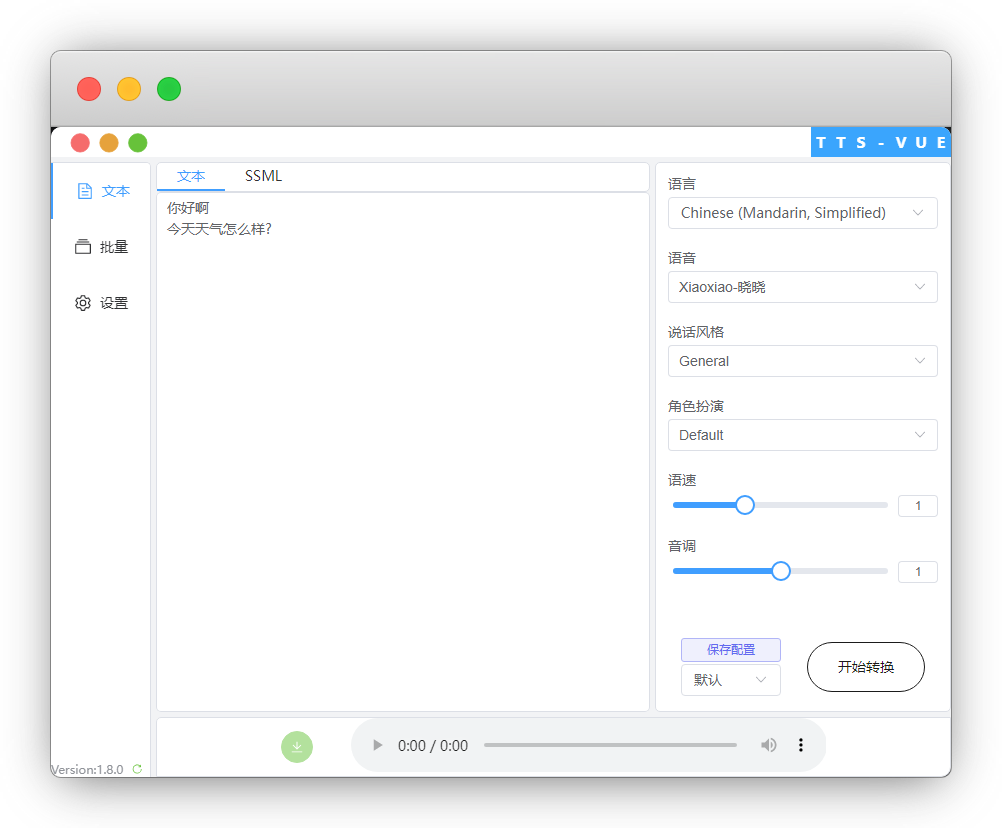 TTS-VUE
文本
批量
设置
Version:1.8.0
文本 SSML
你好啊
今天天气怎么样?
语言
Chinese (Mandarin, Simplified)
语音
Xiaoxiao-晓晓
说话风格
General
角色扮演
Default
语速
1
音调
1
保存配置
默认
开始转换
0:00 / 0:00